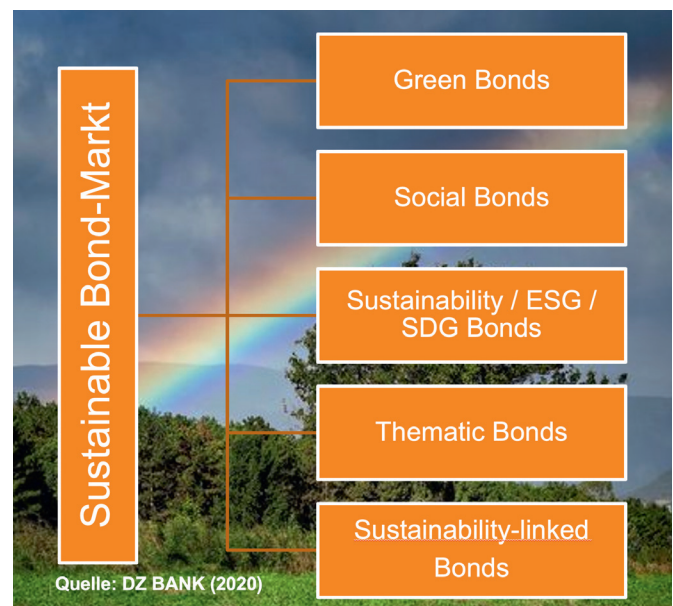 Sustainable Bond-Markt
Green Bonds
Social Bonds
Sustainability / ESG /
SDG Bonds
Thematic Bonds
Sustainability-linked
Bonds
Quelle: DZ BANK (2020)